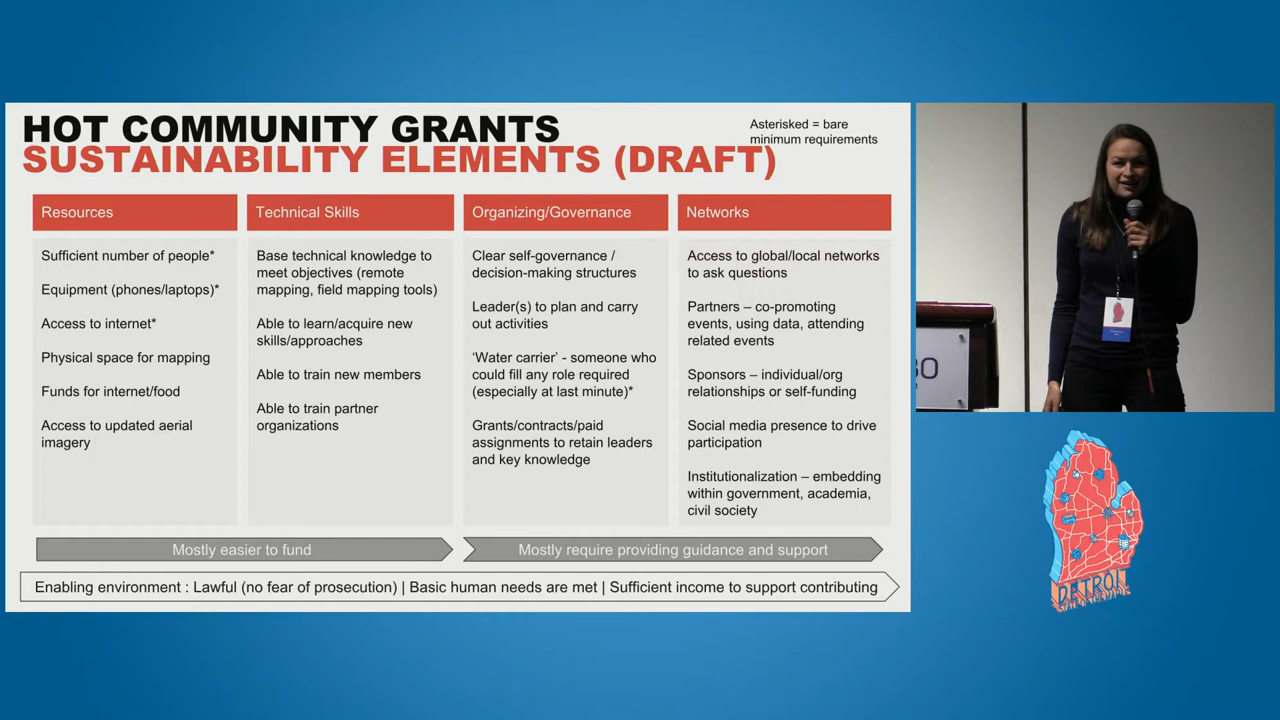 HOT COMMUNITY GRANTS
SUSTAINABILITY ELEMENTS (DRAFT)
Asterisked = bare
minimum requirements
Resources
Sufficient number of people*
Equipment (phones/laptops)*
Access to internet*
Physical space for mapping
Funds for internet/food
Access to updated aerial
imagery
Technical Skills
Base technical knowledge to
meet objectives (remote
mapping, field mapping tools)
Able to learn/acquire new
skills/approaches
Able to train new members
Able to train partner
organizations
Organizing/Governance
Clear self-governance /
decision-making structures
Leader(s) to plan and carry
out activities
‘Water carrier’ - someone who
could fill any role required
(especially at last minute)*
Grants/contracts/paid
assignments to retain leaders
and key knowledge
Networks
Access to global/local networks
to ask questions
Partners – co-promoting
events, using data, attending
related events
Sponsors – individual/org
relationships or self-funding
Social media presence to drive
participation
Institutionalization – embedding
within government, academia,
civil society
Mostly easier to fund
Mostly require providing guidance and support
Enabling environment : Lawful (no fear of prosecution) | Basic human needs are met | Sufficient income to support contributing
DETROIT
STATE OF THE MAP US